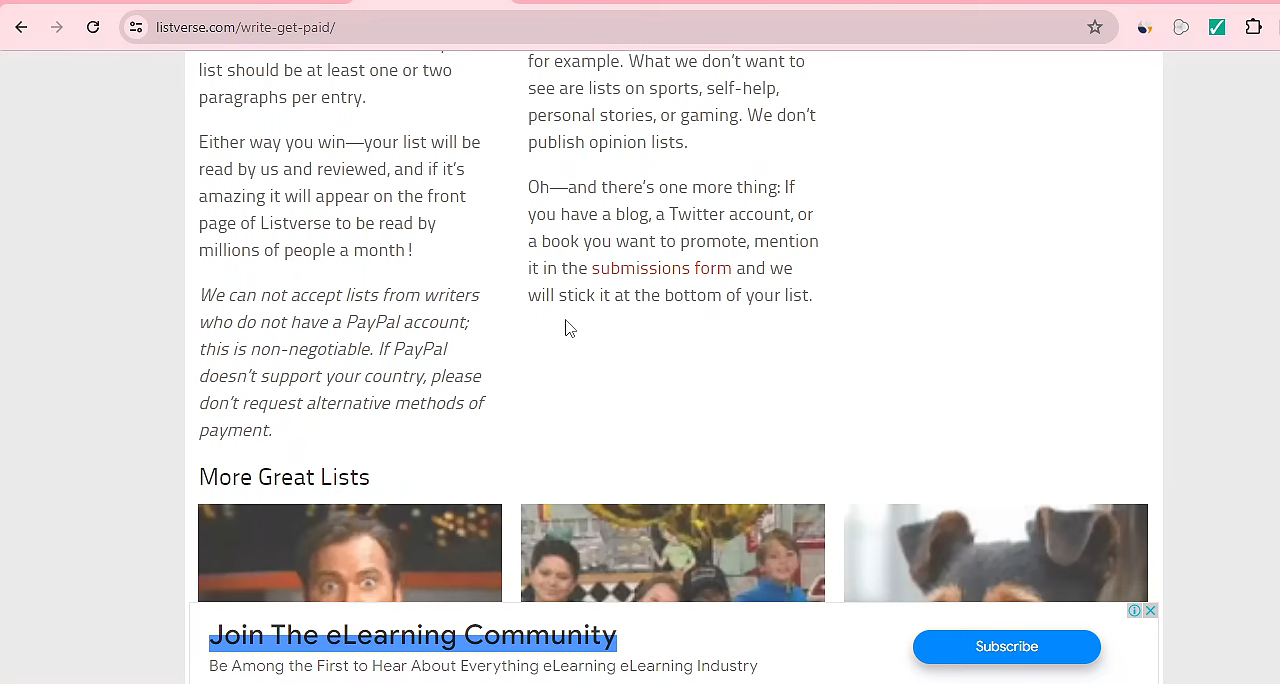 listverse.com/write-get-paid/
list should be at least one or two
paragraphs per entry.
Either way you win—your list will be
read by us and reviewed, and if it's
amazing it will appear on the front
page of Listverse to be read by
millions of people a month!
We can not accept lists from writers
who do not have a PayPal account;
this is non-negotiable. If PayPal
doesn't support your country, please
don't request alternative methods of
payment.
for example. What we don't want to
see are lists on sports, self-help,
personal stories, or gaming. We don't
publish opinion lists.
Oh—and there's one more thing: If
you have a blog, a Twitter account, or
a book you want to promote, mention
it in the submissions form and we
will stick it at the bottom of your list.
More Great Lists
Join The eLearning Community
Be Among the First to Hear About Everything eLearning eLearning Industry
Subscribe